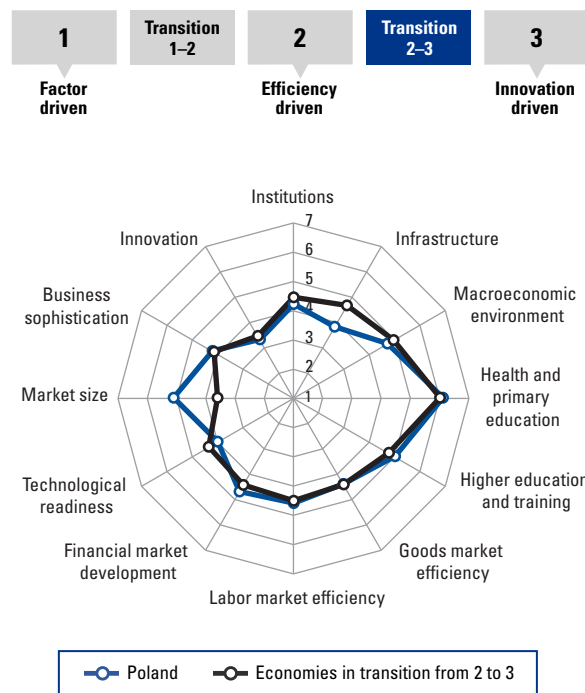 1
Transition
1–2
2
Transition
2–3
3
Factor
driven
Efficiency
driven
Innovation
driven
Institutions
7
Innovation
Infrastructure
6
5
Business
sophistication
Macroeconomic
environment
4
3
2
Market size
1
Health and
primary
education
Technological
readiness
Higher education
and training
Financial market
development
Goods market
efficiency
Labor market efficiency
Poland
Economies in transition from 2 to 3